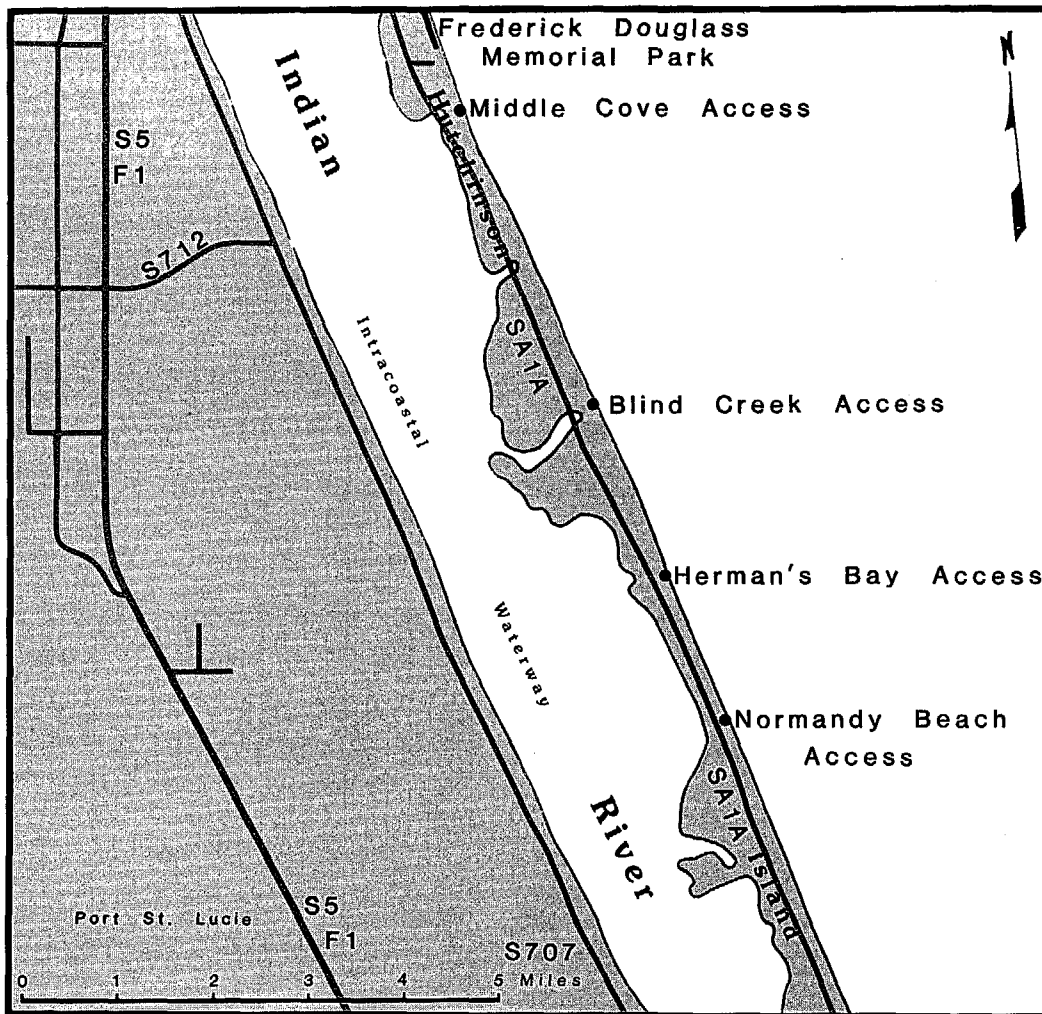 Frederick Douglass
Memorial Park
N
Indian
Middle Cove Access
Hutchinsons
S5
F1
S712
Intracoastal
SA1A
Blind Creek Access
Herman's Bay Access
Waterway
Normandy Beach
Access
SA1A Island
River
Port St. Lucie
S5
F1
S707
0 1 2 3 4 5 Miles